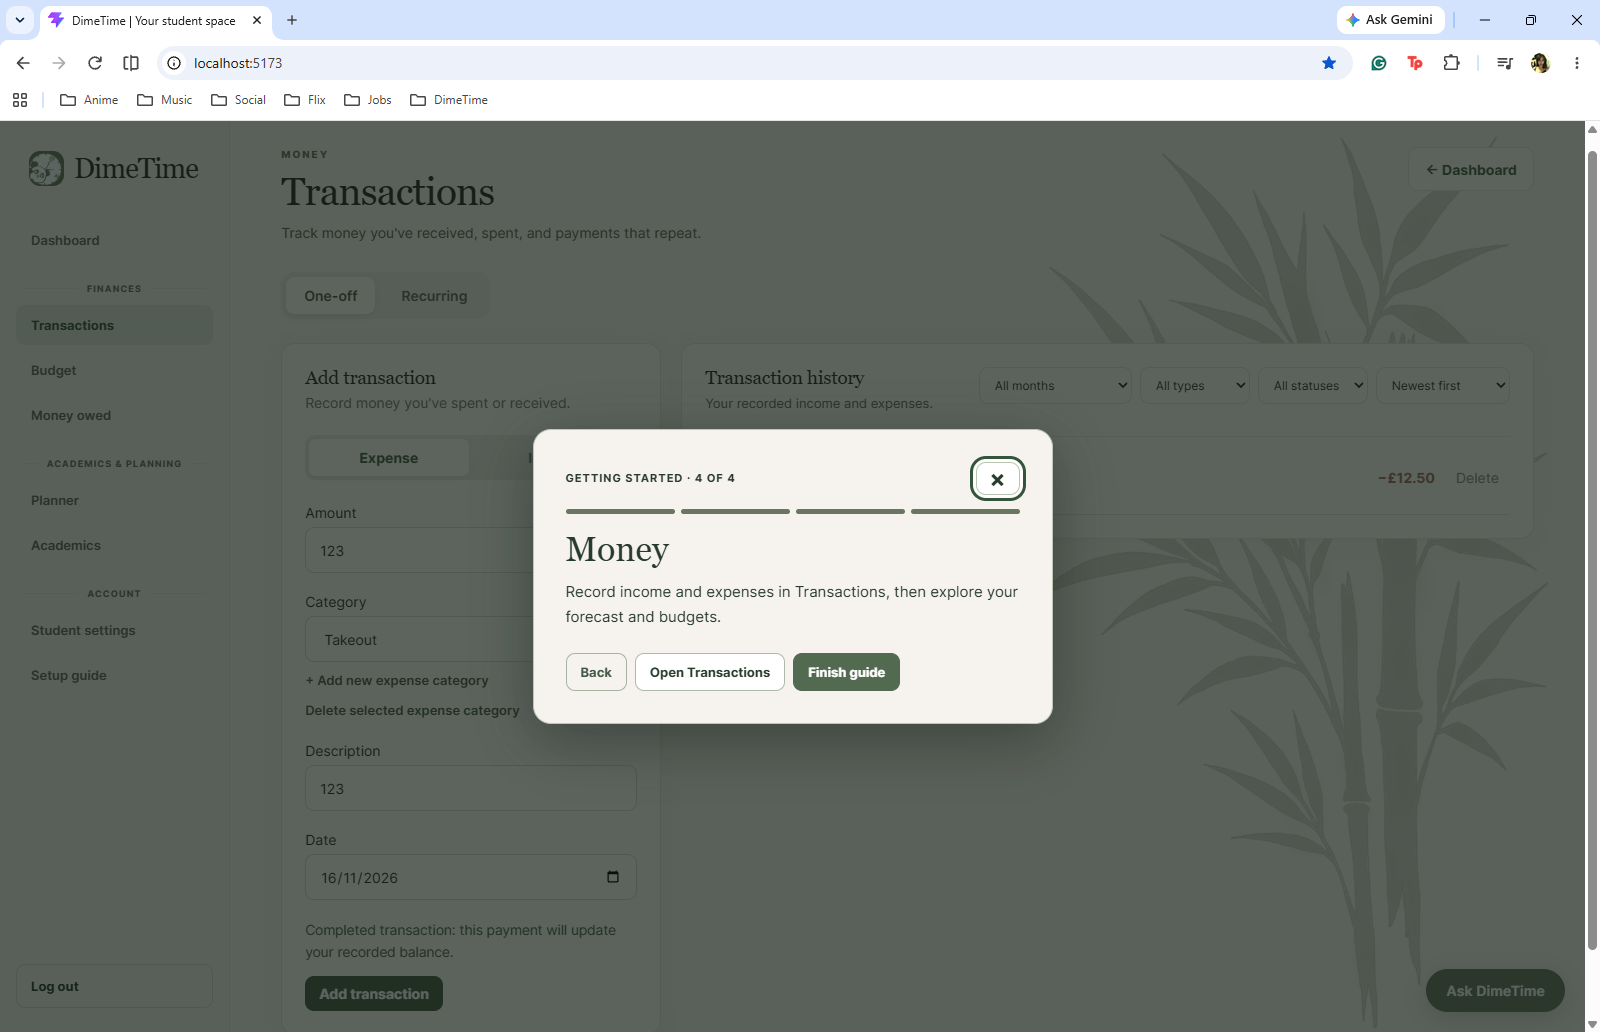 DimeTime | Your student space
Ask Gemini
localhost:5173
Anime
Music
Social
Flix
Jobs
DimeTime
DimeTime
Dashboard
FINANCES
Transactions
Budget
Money owed
ACADEMICS & PLANNING
Planner
Academics
ACCOUNT
Student settings
Setup guide
Log out
MONEY
Transactions
Track money you've received, spent, and payments that repeat.
← Dashboard
One-off
Recurring
Add transaction
Record money you've spent or received.
Expense
Amount
123
Category
Takeout
+ Add new expense category
Delete selected expense category
Description
123
Date
16/11/2026
Completed transaction: this payment will update
your recorded balance.
Add transaction
Transaction history
Your recorded income and expenses.
All months
All types
All statuses
Newest first
−£12.50
Delete
GETTING STARTED · 4 OF 4
Money
Record income and expenses in Transactions, then explore your
forecast and budgets.
Back
Open Transactions
Finish guide
Ask DimeTime